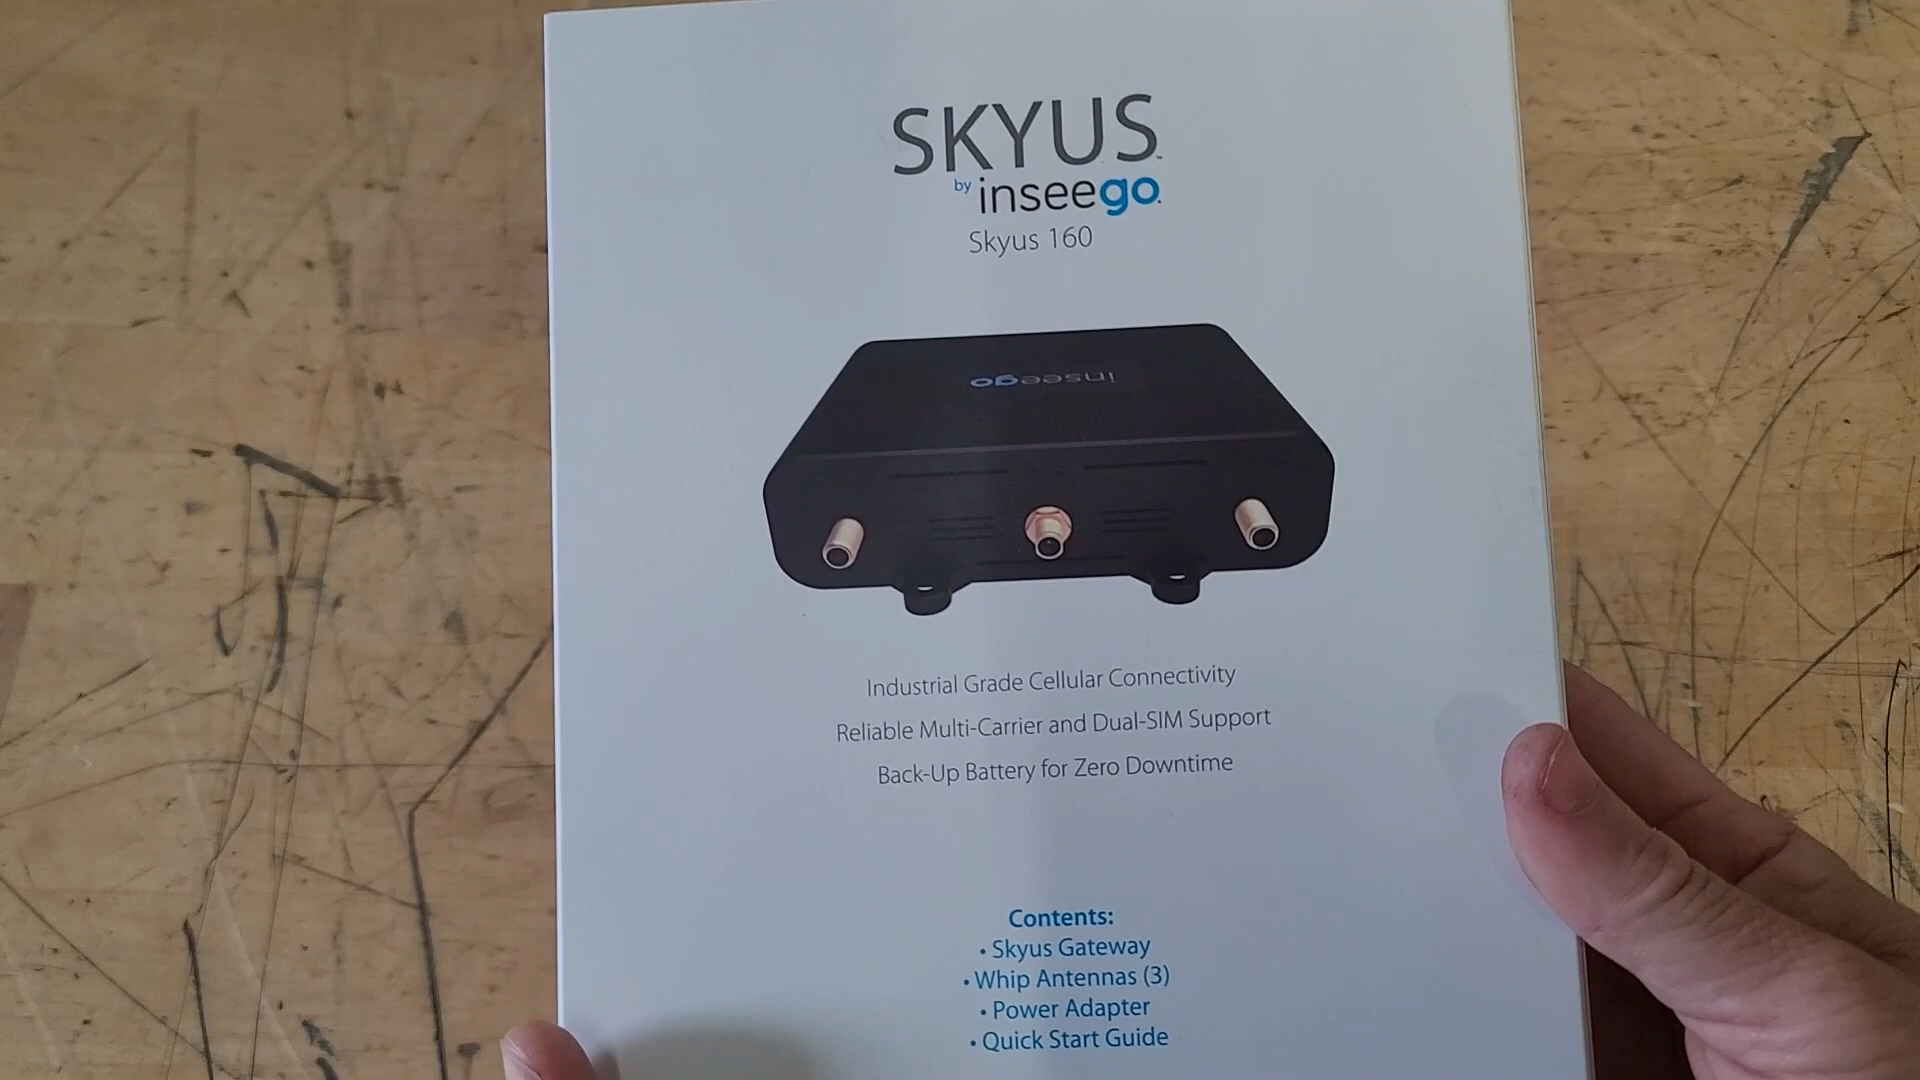 SKYUS™
by inseego.
Skyus 160
inseego
Industrial Grade Cellular Connectivity
Reliable Multi-Carrier and Dual-SIM Support
Back-Up Battery for Zero Downtime
Contents:
• Skyus Gateway
• Whip Antennas (3)
• Power Adapter
• Quick Start Guide